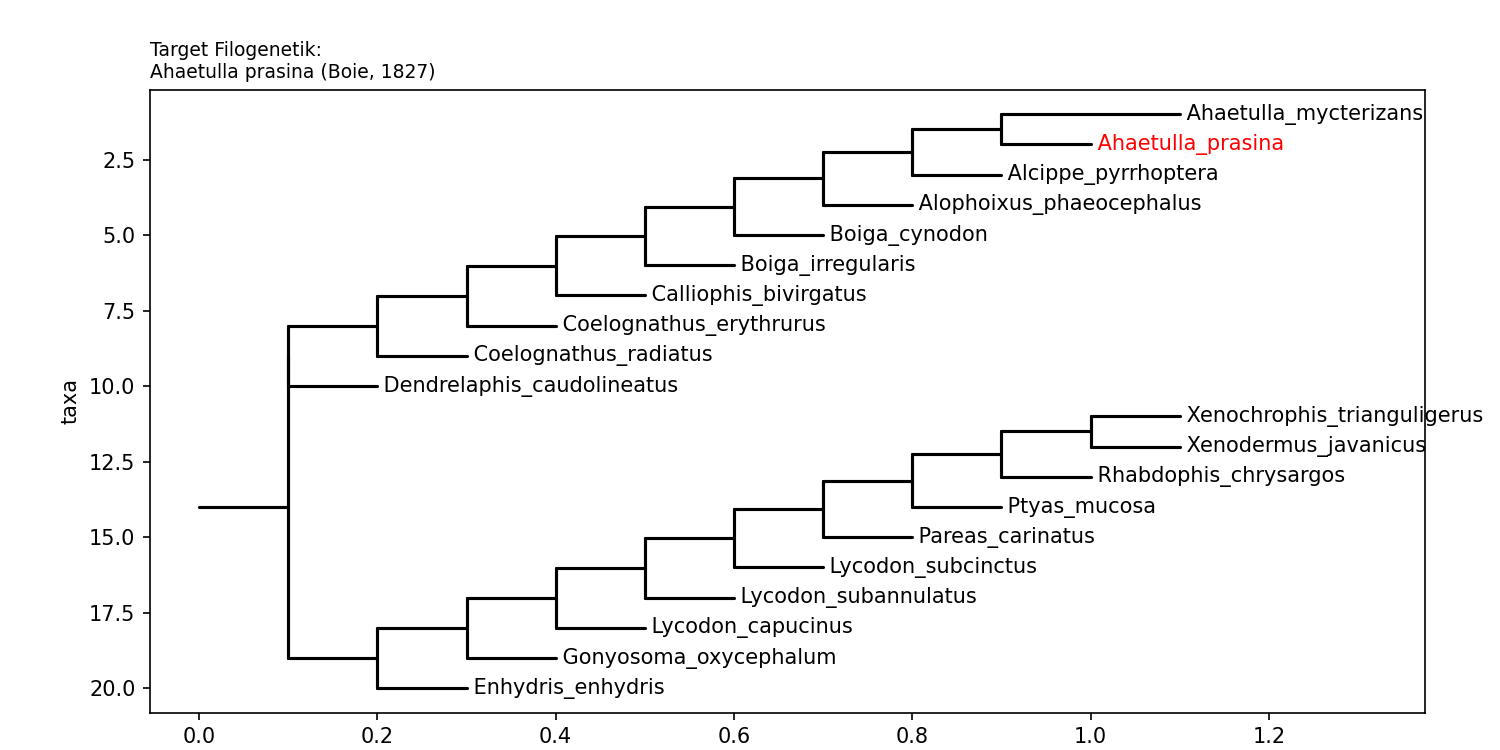 Target Filogenetik:
Ahaetulla prasina (Boie, 1827)
Ahaetulla_mycterizans
Ahaetulla_prasina
2.5
Alcippe_pyrrhoptera
Alophoixus_phaeocephalus
5.0
Boiga_cynodon
Boiga_irregularis
Calliophis_bivirgatus
7.5
Coelognathus_erythrurus
Coelognathus_radiatus
10.0
Dendrelaphis_caudolineatus
taxa
Xenochrophis_trianguligerus
Xenodermus_javanicus
12.5
Rhabdophis_chrysargos
Ptyas_mucosa
15.0
Pareas_carinatus
Lycodon_subcinctus
Lycodon_subannulatus
17.5
Lycodon_capucinus
Gonyosoma_oxycephalum
20.0
Enhydris_enhydris
0.0 0.2 0.4 0.6 0.8 1.0 1.2